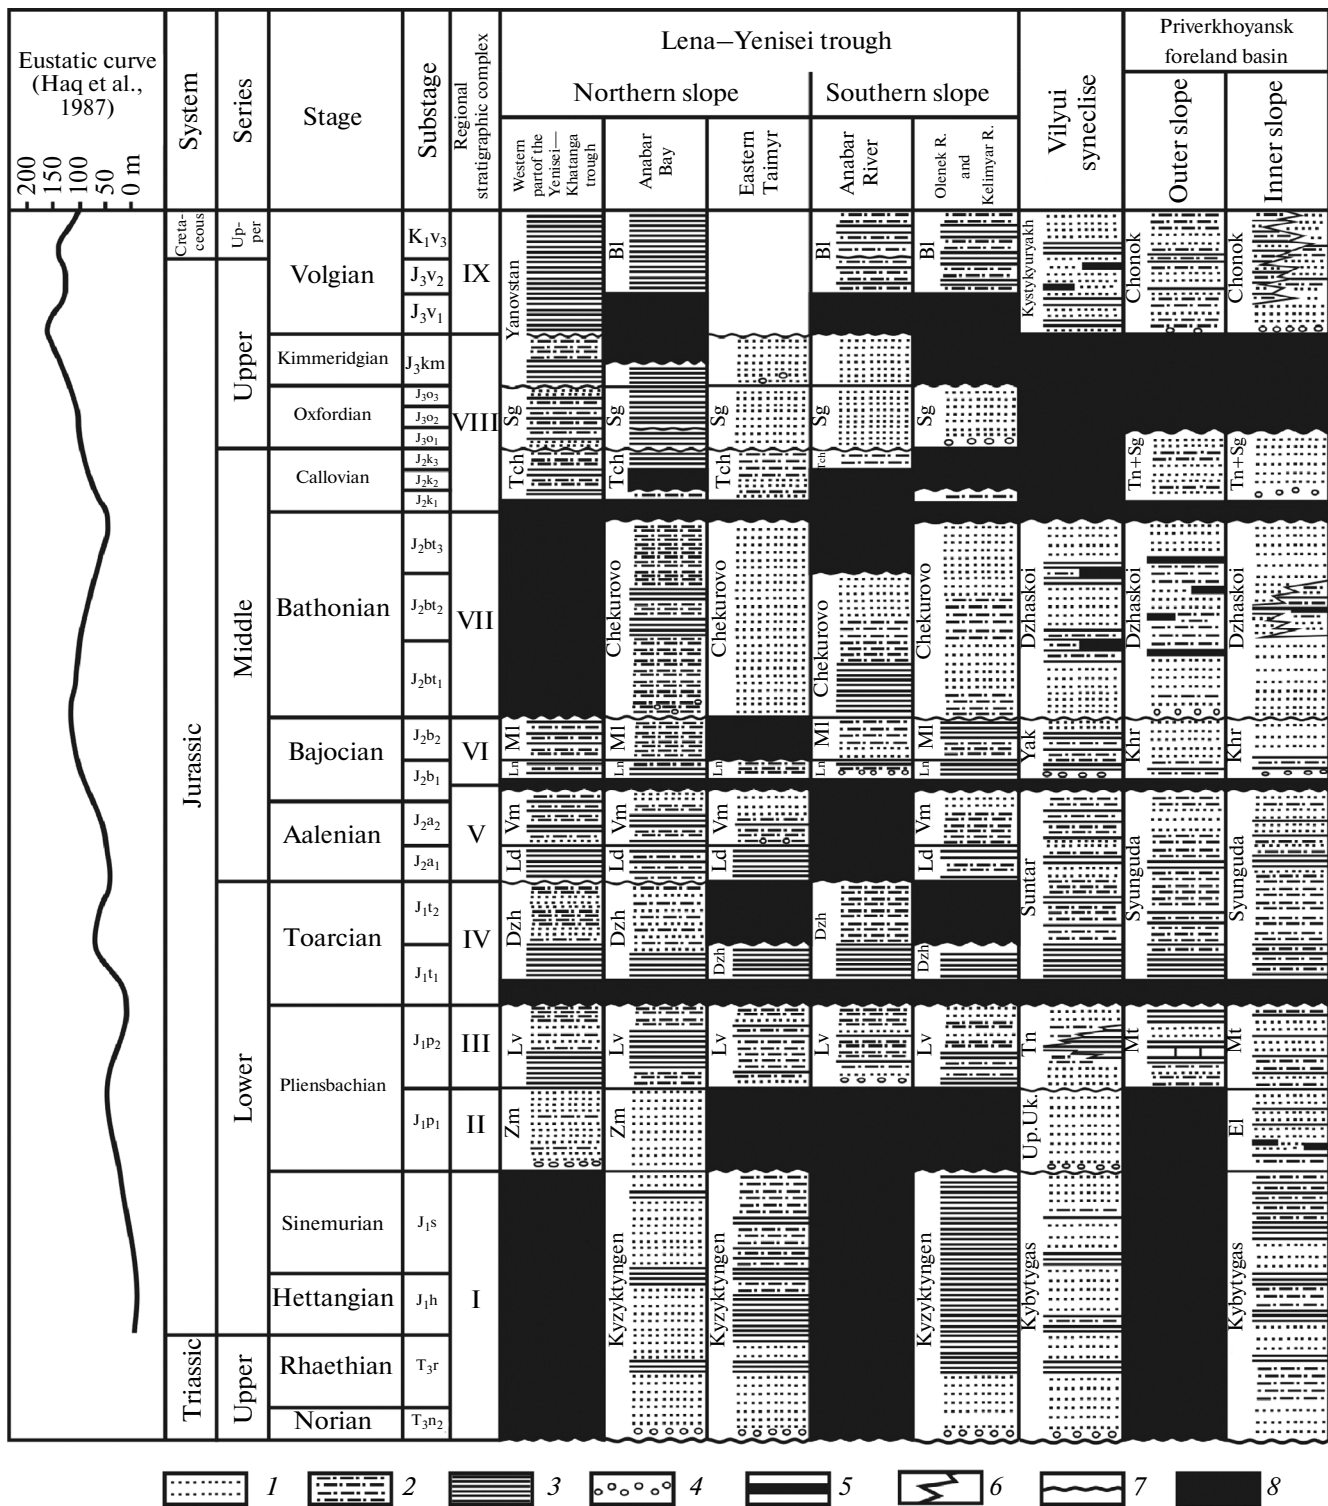 Eustatic curve
(Haq et al.,
1987)
200
150
100
50
0 m
System
Series
Stage
Substage
Regional
stratigraphic complex
Lena–Yenisei trough
Northern slope
Southern slope
Western
partof the
Yenisei—
Khatanga
trough
Anabar
Bay
Eastern
Taimyr
Anabar
River
Olenek R.
and
Kelimyar R.
Vilyui
syneclise
Priverkhoyansk
foreland basin
Outer slope
Inner slope
Creta-
ceous
Up-
per
Jurassic
Upper
Middle
Lower
Triassic
Upper
Volgian
Kimmeridgian
Oxfordian
Callovian
Bathonian
Bajocian
Aalenian
Toarcian
Pliensbachian
Sinemurian
Hettangian
Rhaethian
Norian
K₁v₃
J₃v₂
J₃v₁
J₃km
J₃o₃
J₃o₂
J₃o₁
J₂k₃
J₂k₂
J₂k₁
J₂bt₃
J₂bt₂
J₂bt₁
J₂b₂
J₂b₁
J₂a₂
J₂a₁
J₁t₂
J₁t₁
J₁p₂
J₁p₁
J₁s
J₁h
T₃r
T₃n₂
IX
VIII
VII
VI
V
IV
III
II
I
Yanovstan
Sg
Tch
Ml
Ln
Vm
Ld
Dzh
Lv
Zm
Bl
Sg
Tch
Chekurovo
Ml
Ln
Vm
Ld
Dzh
Lv
Zm
Kyzyktyngen
Sg
Tch
Chekurovo
Ln
Vm
Ld
Dzh
Lv
Kyzyktyngen
Bl
Sg
Tch
Chekurovo
Ml
Ln
Dzh
Lv
Bl
Sg
Chekurovo
Ml
Ln
Vm
Ld
Dzh
Lv
Kyzyktyngen
Kystykyuryakh
Dzhaskoi
Yak
Suntar
Tn
Up.Uk.
Kybytygas
Chonok
Tn+Sg
Dzhaskoi
Khr
Syunguda
Mt
Chonok
Tn+Sg
Dzhaskoi
Khr
Syunguda
Mt
El
Kybytygas
1
2
3
4
5
6
7
8